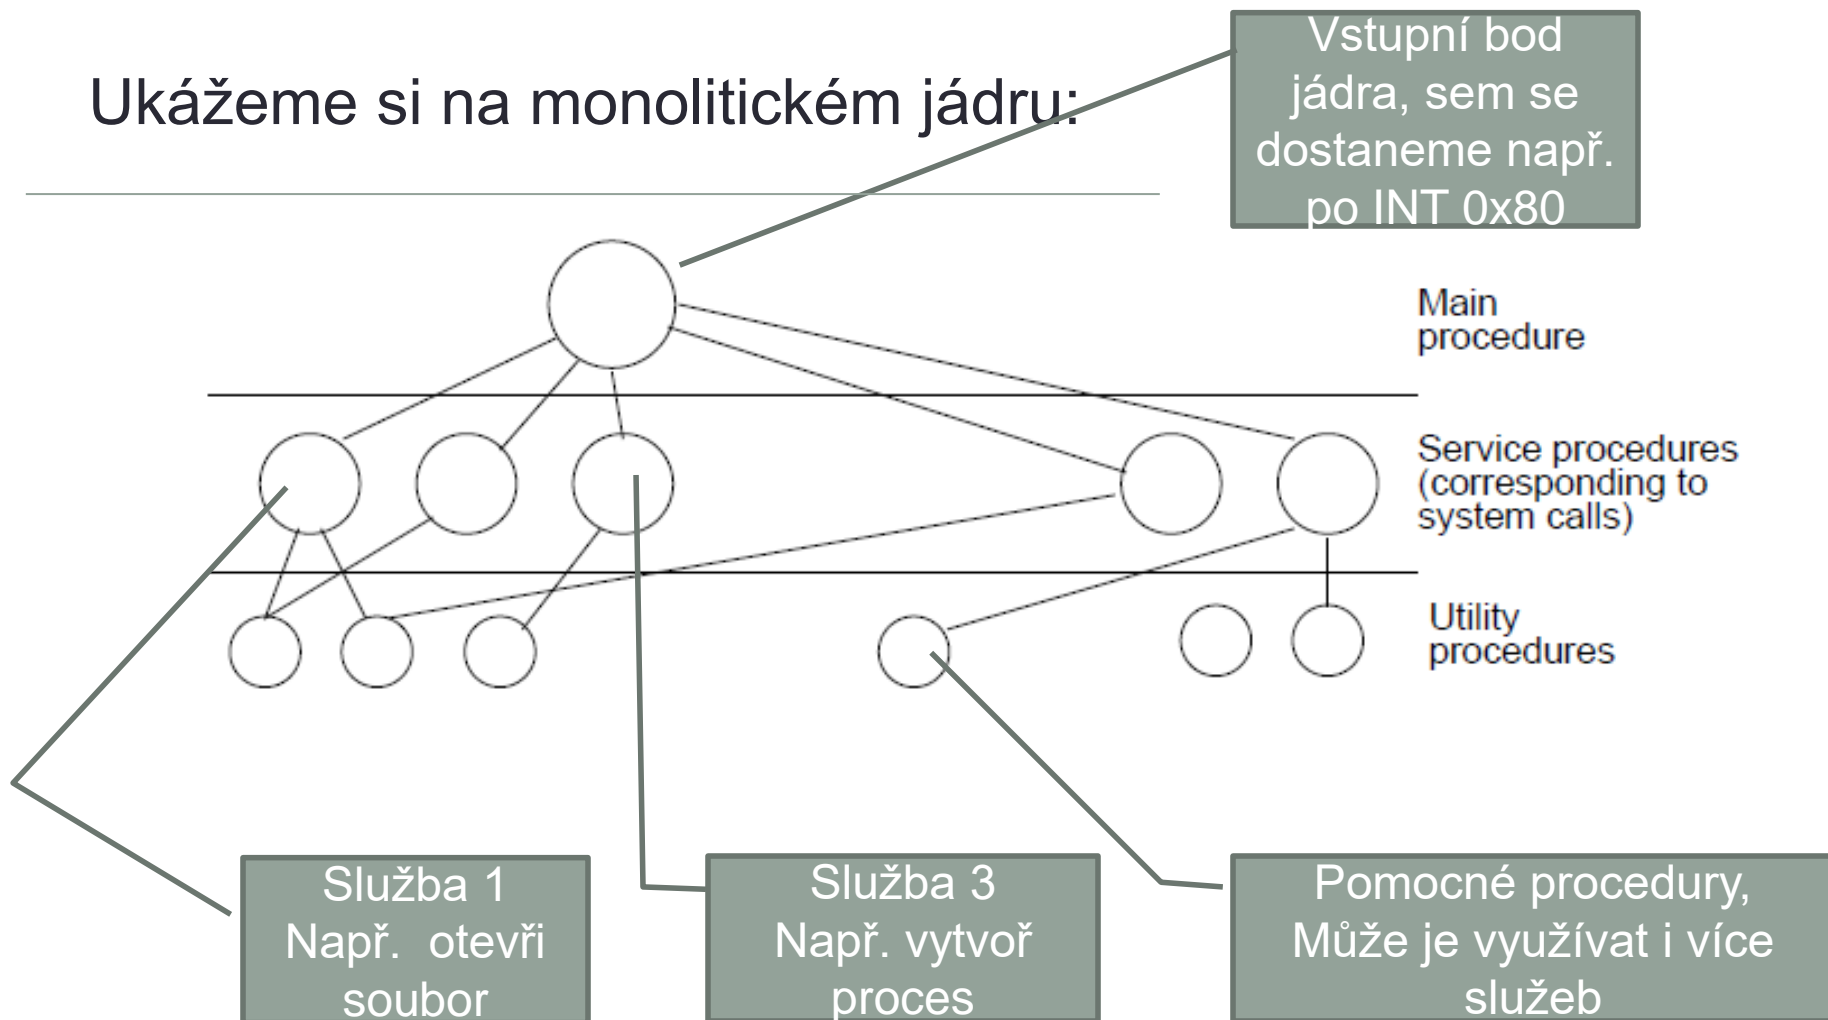 Ukážeme si na monolitickém jádru:
Vstupní bod
jádra, sem se
dostaneme např.
po INT 0x80
Main
procedure
Service procedures
(corresponding to
system calls)
Utility
procedures
Služba 1
Např.  otevři
soubor
Služba 3
Např. vytvoř
proces
Pomocné procedury,
Může je využívat i více
služeb